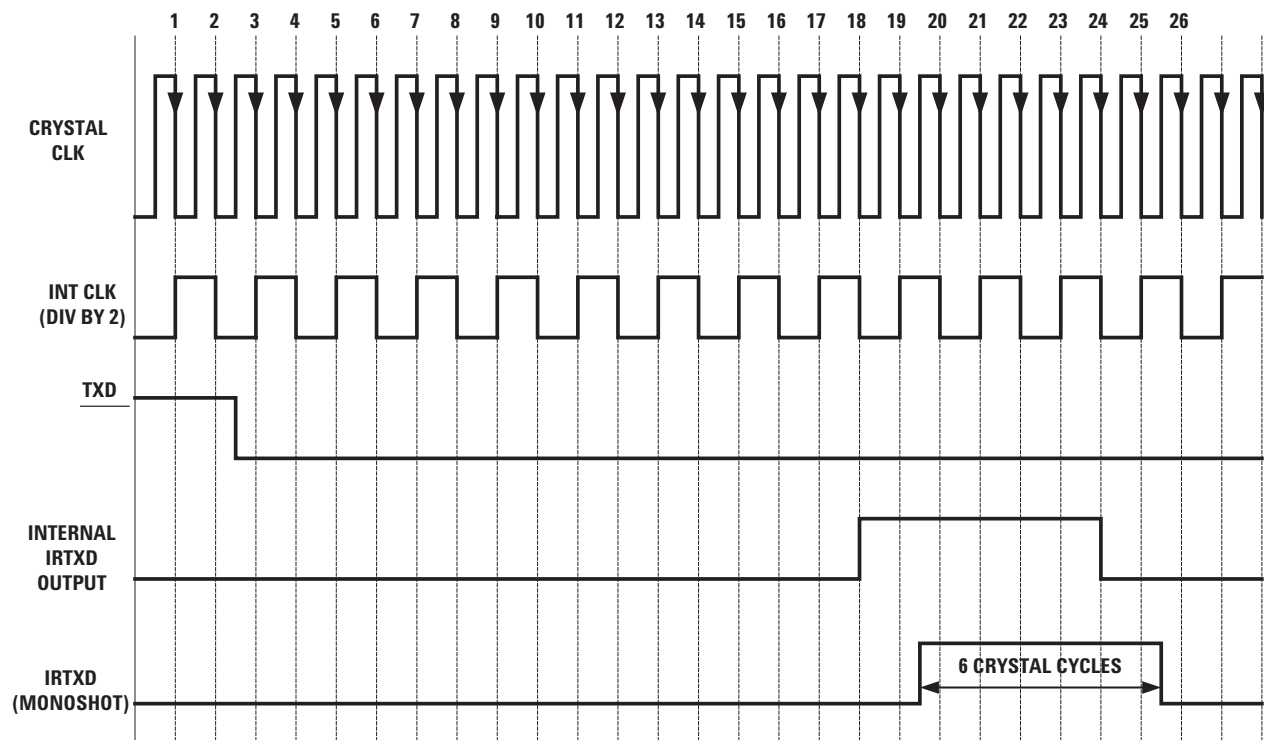 1 2 3 4 5 6 7 8 9 10 11 12 13 14 15 16 17 18 19 20 21 22 23 24 25 26
CRYSTAL
CLK
INT CLK
(DIV BY 2)
TXD
INTERNAL
IRTXD
OUTPUT
6 CRYSTAL CYCLES
IRTXD
(MONOSHOT)